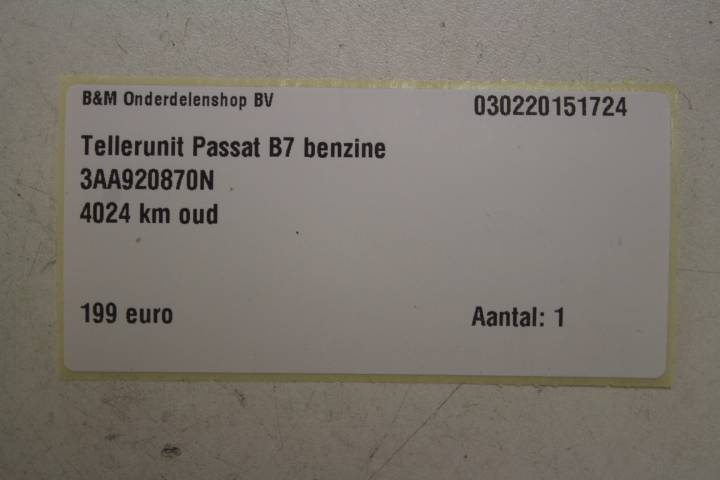 B&M Onderdelenshop BV 030220151724
Tellerunit Passat B7 benzine
3AA920870N
4024 km oud
199 euro Aantal: 1